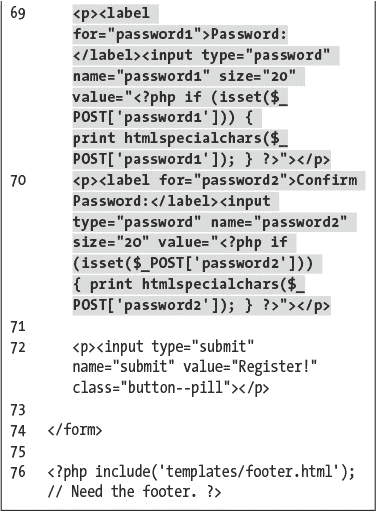 69 <p><label
for="password1">Password:
</label><input type="password"
name="password1" size="20"
value="<?php if (isset($_
POST['password1'])) {
print htmlspecialchars($_
POST['password1']); } ?>"></p>
70 <p><label for="password2">Confirm
Password:</label><input
type="password" name="password2"
size="20" value="<?php if
(isset($_POST['password2']))
{ print htmlspecialchars($_
POST['password2']); } ?>"></p>
71
72 <p><input type="submit"
name="submit" value="Register!"
class="button--pill"></p>
73
74 </form>
75
76 <?php include('templates/footer.html');
// Need the footer. ?>